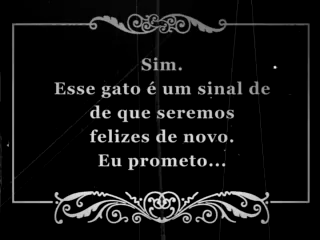 Sim.
Esse gato é um sinal de
de que seremos
felizes de novo.
Eu prometo...